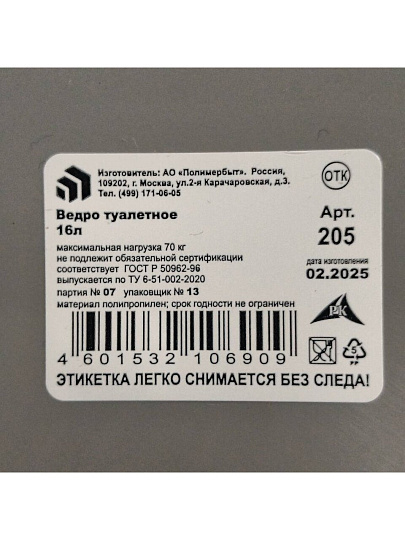 Изготовитель: АО «Полимербыт». Россия,
109202, г. Москва, ул.2-я Карачаровская, д.3.
Тел. (499) 171-06-05
ОТК
Ведро туалетное
16л
Арт.
205
максимальная нагрузка 70 кг
не подлежит обязательной сертификации
соответствует ГОСТ Р 50962-96
выпускается по ТУ 6-51-002-2020
дата изготовления
02.2025
партия № 07 упаковщик № 13
материал полипропилен; срок годности не ограничен
РК
4 601532 106909
5
PP
ЭТИКЕТКА ЛЕГКО СНИМАЕТСЯ БЕЗ СЛЕДА!